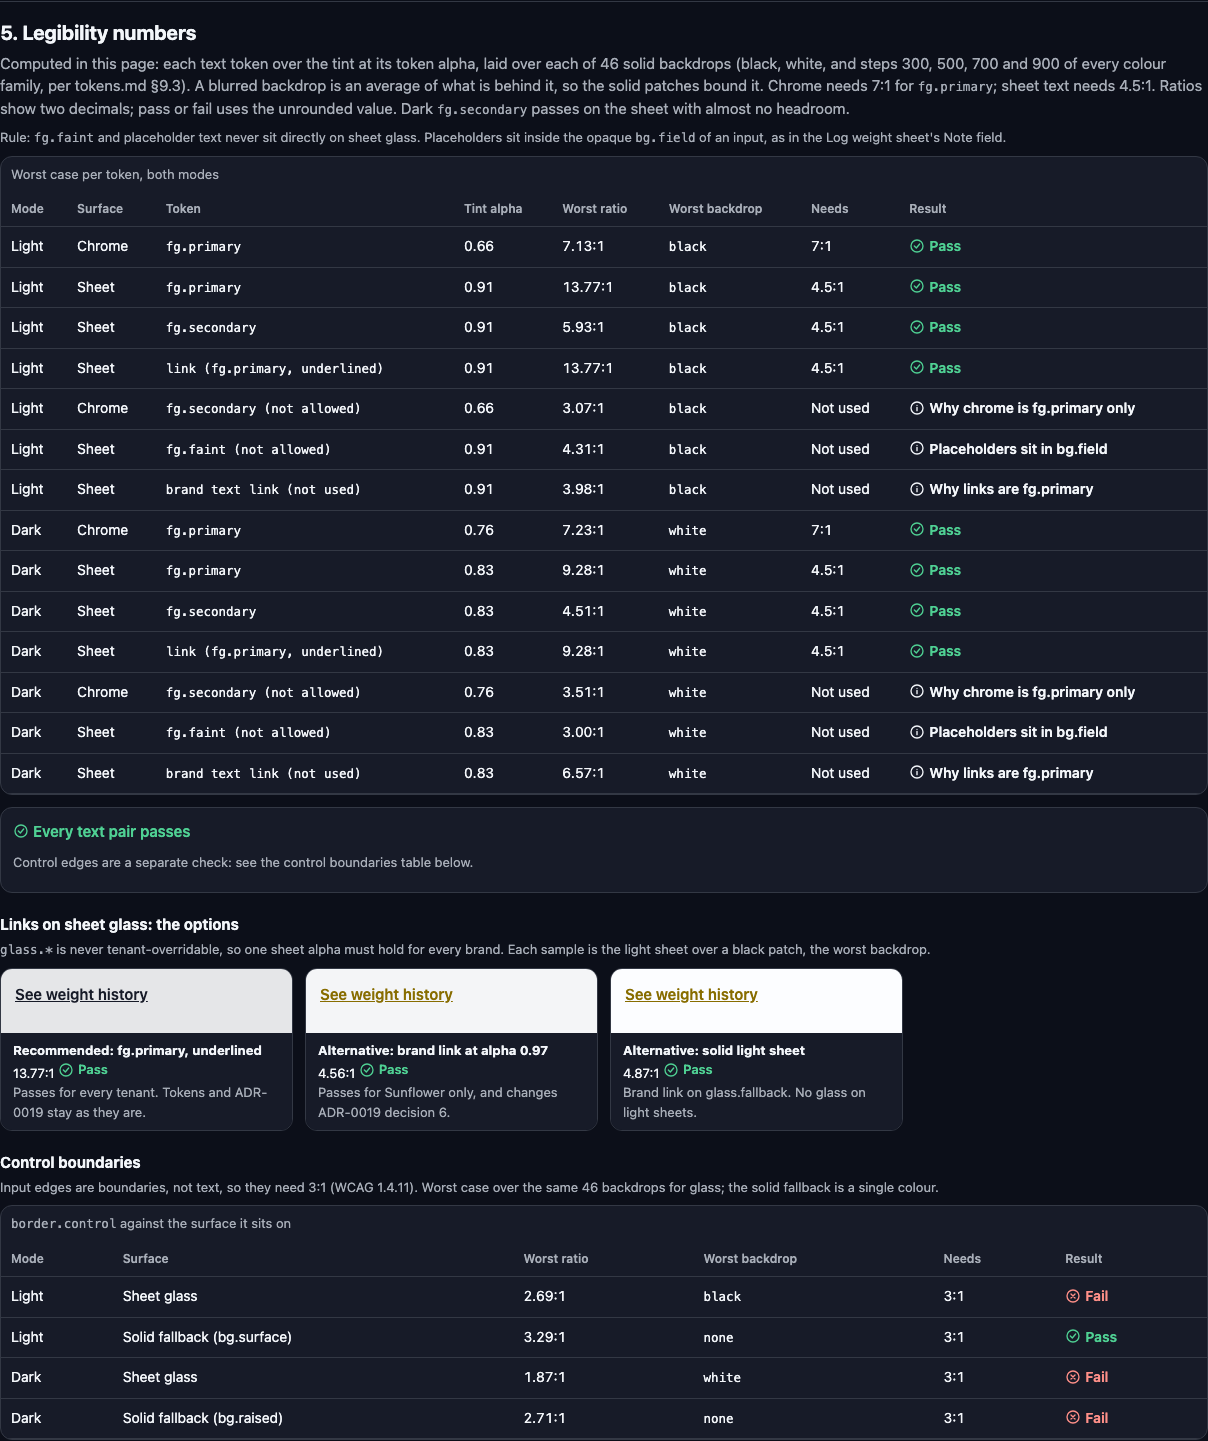 5. Legibility numbers
Computed in this page: each text token over the tint at its token alpha, laid over each of 46 solid backdrops (black, white, and steps 300, 500, 700 and 900 of every colour
family, per tokens.md §9.3). A blurred backdrop is an average of what is behind it, so the solid patches bound it. Chrome needs 7:1 for fg.primary; sheet text needs 4.5:1. Ratios
show two decimals; pass or fail uses the unrounded value. Dark fg.secondary passes on the sheet with almost no headroom.
Rule: fg.faint and placeholder text never sit directly on sheet glass. Placeholders sit inside the opaque bg.field of an input, as in the Log weight sheet's Note field.
Worst case per token, both modes
Mode Surface Token Tint alpha Worst ratio Worst backdrop Needs Result
Light Chrome fg.primary 0.66 7.13:1 black 7:1 Pass
Light Sheet fg.primary 0.91 13.77:1 black 4.5:1 Pass
Light Sheet fg.secondary 0.91 5.93:1 black 4.5:1 Pass
Light Sheet link (fg.primary, underlined) 0.91 13.77:1 black 4.5:1 Pass
Light Chrome fg.secondary (not allowed) 0.66 3.07:1 black Not used Why chrome is fg.primary only
Light Sheet fg.faint (not allowed) 0.91 4.31:1 black Not used Placeholders sit in bg.field
Light Sheet brand text link (not used) 0.91 3.98:1 black Not used Why links are fg.primary
Dark Chrome fg.primary 0.76 7.23:1 white 7:1 Pass
Dark Sheet fg.primary 0.83 9.28:1 white 4.5:1 Pass
Dark Sheet fg.secondary 0.83 4.51:1 white 4.5:1 Pass
Dark Sheet link (fg.primary, underlined) 0.83 9.28:1 white 4.5:1 Pass
Dark Chrome fg.secondary (not allowed) 0.76 3.51:1 white Not used Why chrome is fg.primary only
Dark Sheet fg.faint (not allowed) 0.83 3.00:1 white Not used Placeholders sit in bg.field
Dark Sheet brand text link (not used) 0.83 6.57:1 white Not used Why links are fg.primary
Every text pair passes
Control edges are a separate check: see the control boundaries table below.
Links on sheet glass: the options
glass.* is never tenant-overridable, so one sheet alpha must hold for every brand. Each sample is the light sheet over a black patch, the worst backdrop.
See weight history
Recommended: fg.primary, underlined
13.77:1 Pass
Passes for every tenant. Tokens and ADR-
0019 stay as they are.
See weight history
Alternative: brand link at alpha 0.97
4.56:1 Pass
Passes for Sunflower only, and changes
ADR-0019 decision 6.
See weight history
Alternative: solid light sheet
4.87:1 Pass
Brand link on glass.fallback. No glass on
light sheets.
Control boundaries
Input edges are boundaries, not text, so they need 3:1 (WCAG 1.4.11). Worst case over the same 46 backdrops for glass; the solid fallback is a single colour.
border.control against the surface it sits on
Mode Surface Worst ratio Worst backdrop Needs Result
Light Sheet glass 2.69:1 black 3:1 Fail
Light Solid fallback (bg.surface) 3.29:1 none 3:1 Pass
Dark Sheet glass 1.87:1 white 3:1 Fail
Dark Solid fallback (bg.raised) 2.71:1 none 3:1 Fail